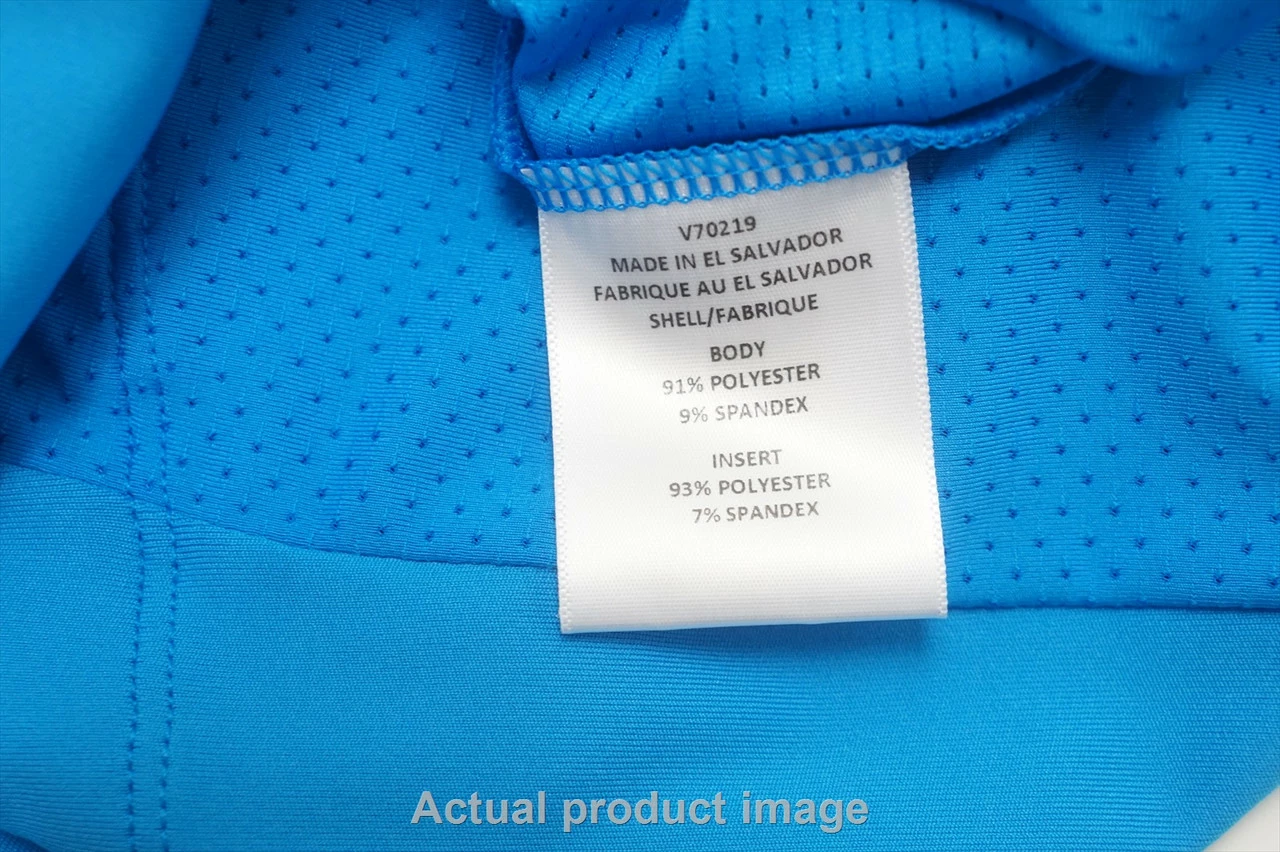 V70219
MADE IN EL SALVADOR
FABRIQUE AU EL SALVADOR
SHELL/FABRIQUE
BODY
91% POLYESTER
9% SPANDEX
INSERT
93% POLYESTER
7% SPANDEX
Actual product image